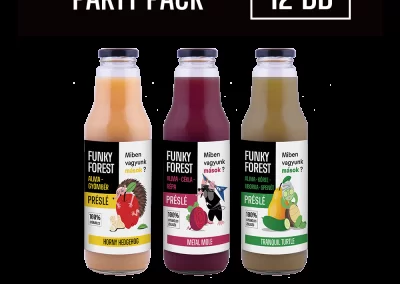 PARTY PACK
12 DB
FUNKY
FOREST
ALMA-
GYÖMBÉR
PRÉSLÉ
Miben
vagyunk
mások?
100%
HORNY HEDGEHOG
FUNKY
FOREST
ALMA-CÉKLA
RÉPA
PRÉSLÉ
Miben
vagyunk
mások?
100%
METAL MOLE
FUNKY
FOREST
PRÉSLÉ
Miben
vagyunk
mások?
100%
TRANQUIL TURTLE